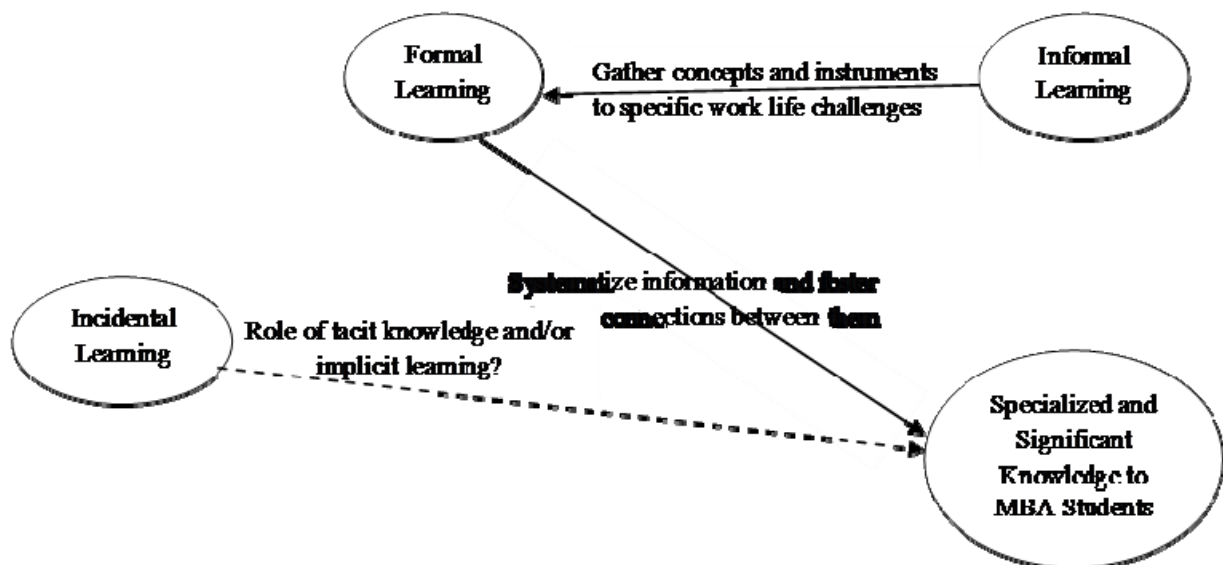 Formal
Learning
Gather concepts and instruments
to specific work life challenges
Informal
Learning
Systematize information and foster
connections between them
Incidental
Learning
Role of tacit knowledge and/or
implicit learning?
Specialized and
Significant
Knowledge to
MBA Students